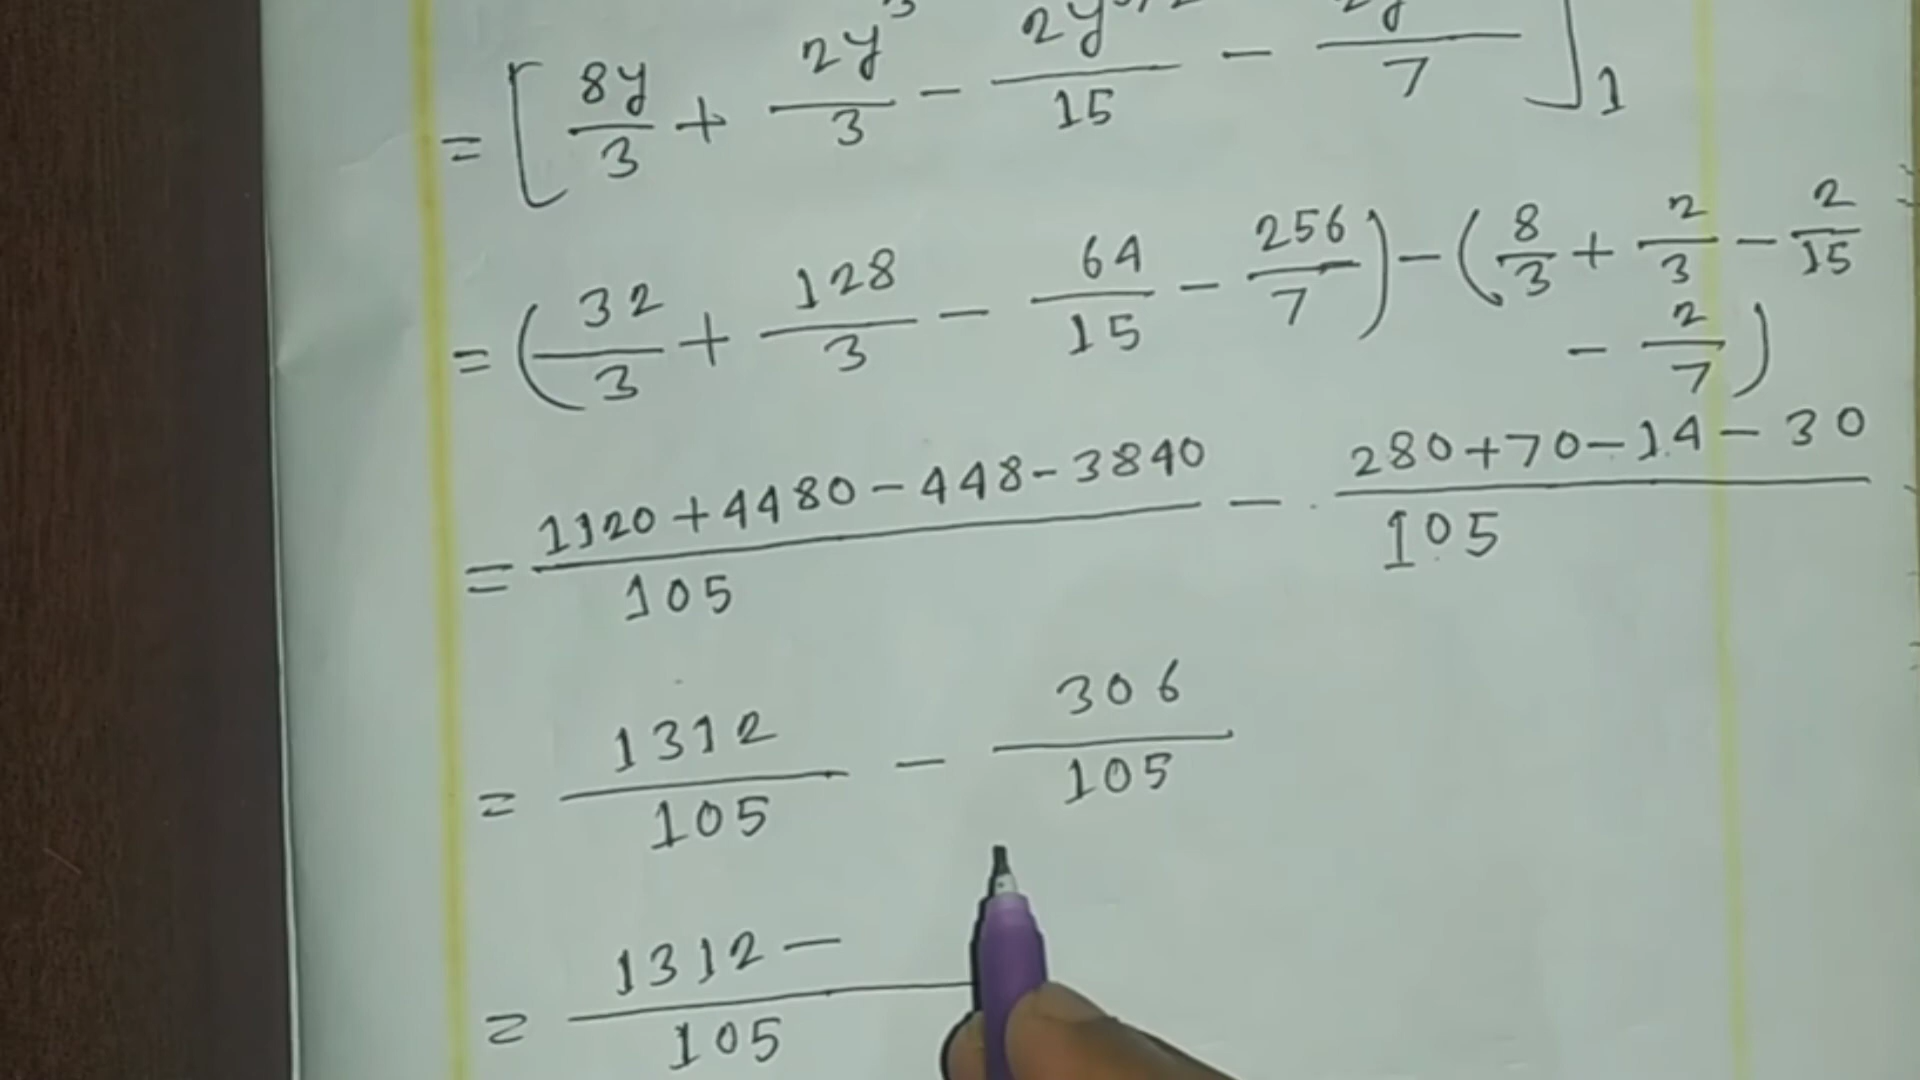 = [ 8y/3 + 2y³/3 - 2y/15 - y/7 ]₁
= (32/3 + 128/3 - 64/15 - 256/7) - (8/3 + 2/3 - 2/15
- 2/7)
= 1120+4480-448-3840/105 - 280+70-14-30/105
= 1312/105 - 306/105
= 1312-/105